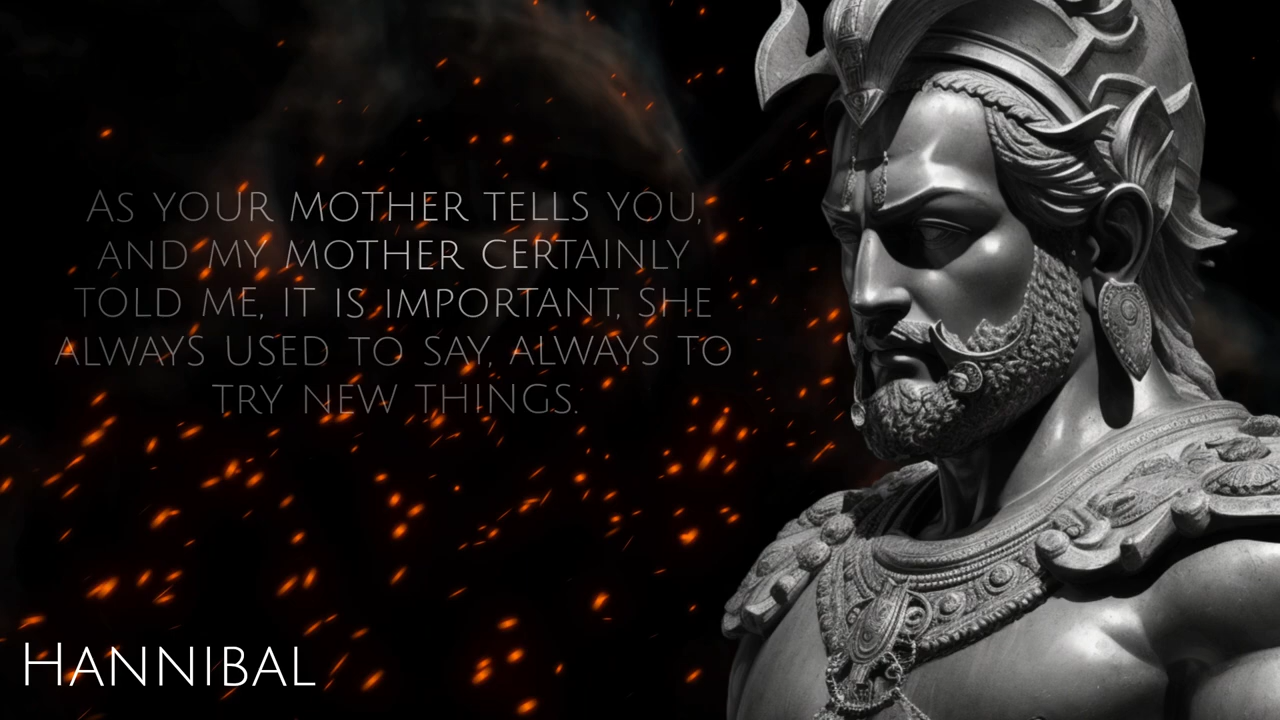 As your mother tells you,
and my mother certainly
told me, it is important, she
always used to say, always to
try new things.
Hannibal